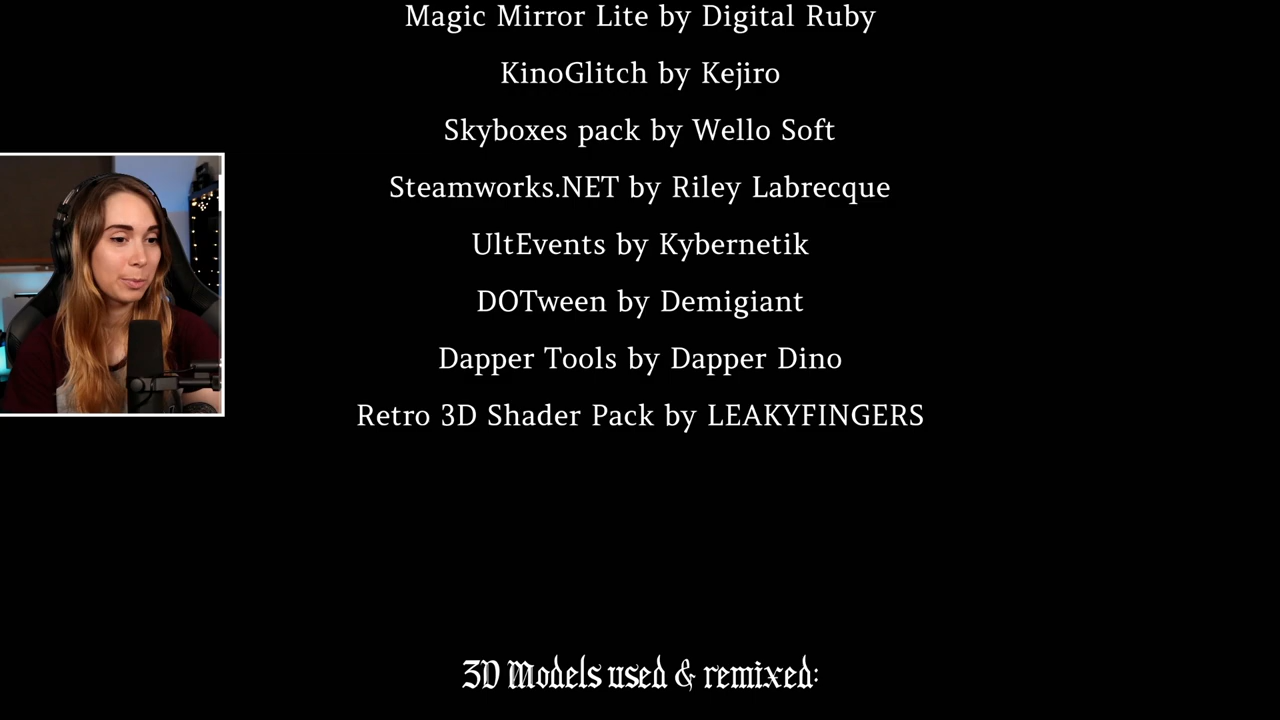 Magic Mirror Lite by Digital Ruby
KinoGlitch by Kejiro
Skyboxes pack by Wello Soft
Steamworks.NET by Riley Labrecque
UltEvents by Kybernetik
DOTween by Demigiant
Dapper Tools by Dapper Dino
Retro 3D Shader Pack by LEAKYFINGERS
3D Models used & remixed: